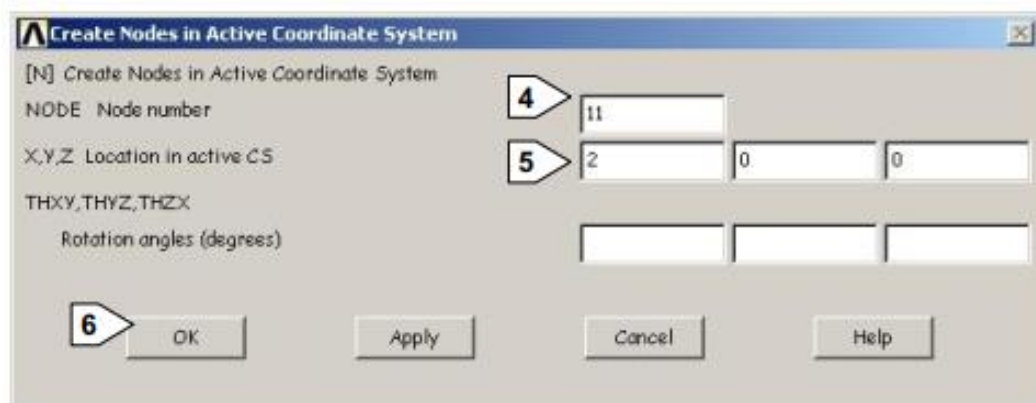 Create Nodes in Active Coordinate System
[N] Create Nodes in Active Coordinate System
NODE Node number
4
11
X,Y,Z Location in active CS
5
2
0
0
THXY,THYZ,THZX
Rotation angles (degrees)
6
OK
Apply
Cancel
Help